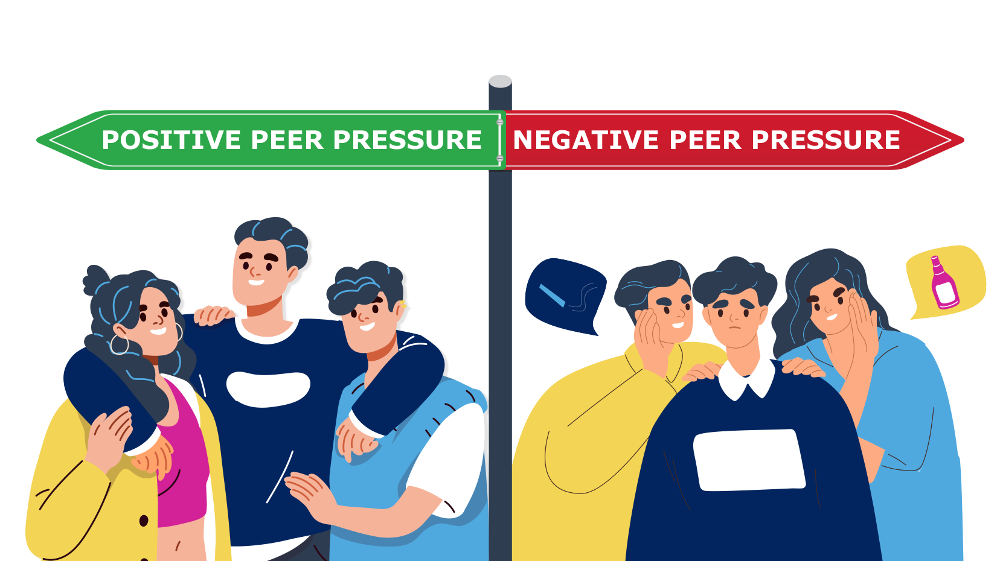 POSITIVE PEER PRESSURE
NEGATIVE PEER PRESSURE